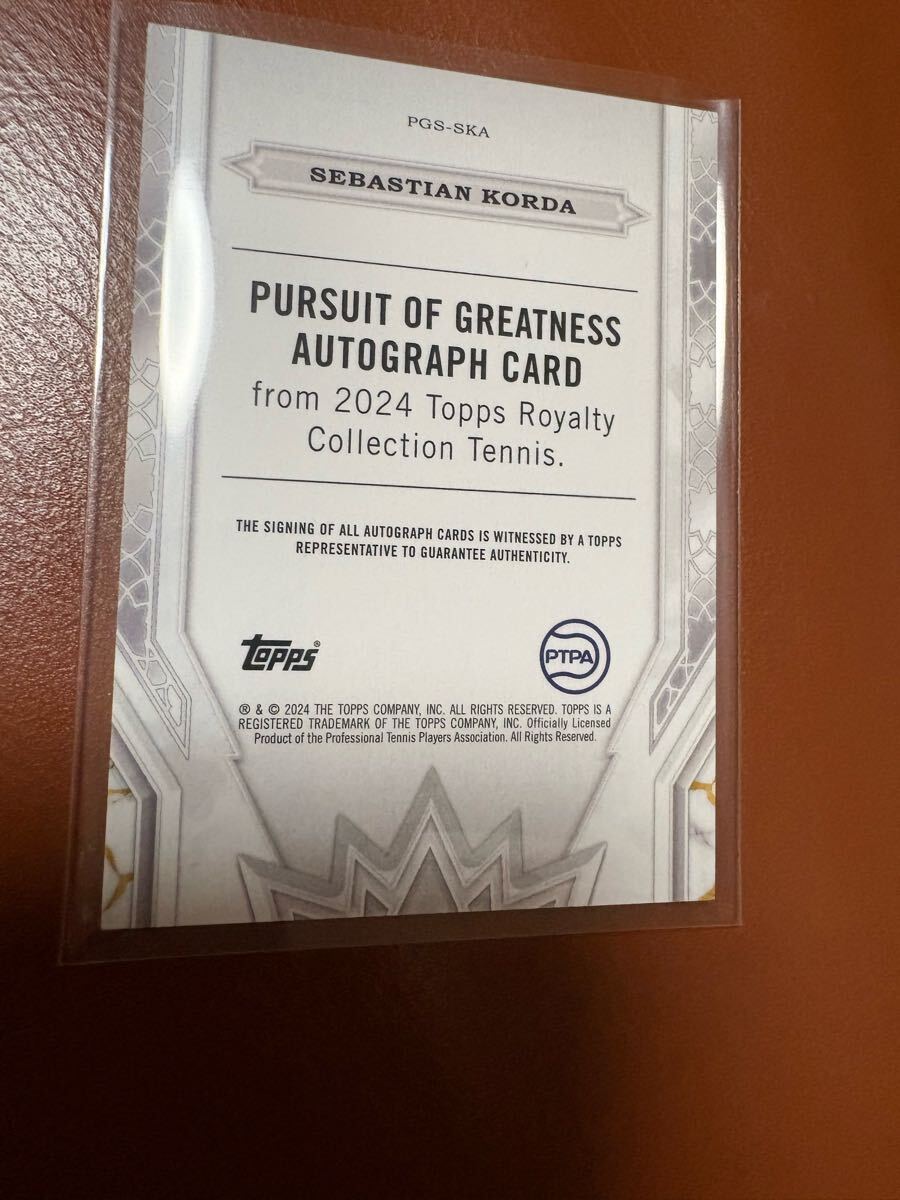 PGS-SKA
SEBASTIAN KORDA
PURSUIT OF GREATNESS
AUTOGRAPH CARD
from 2024 Topps Royalty
Collection Tennis.
THE SIGNING OF ALL AUTOGRAPH CARDS IS WITNESSED BY A TOPPS
REPRESENTATIVE TO GUARANTEE AUTHENTICITY.
Topps®
PTPA
® & © 2024 THE TOPPS COMPANY, INC. ALL RIGHTS RESERVED. TOPPS IS A
REGISTERED TRADEMARK OF THE TOPPS COMPANY, INC. Officially Licensed
Product of the Professional Tennis Players Association. All Rights Reserved.